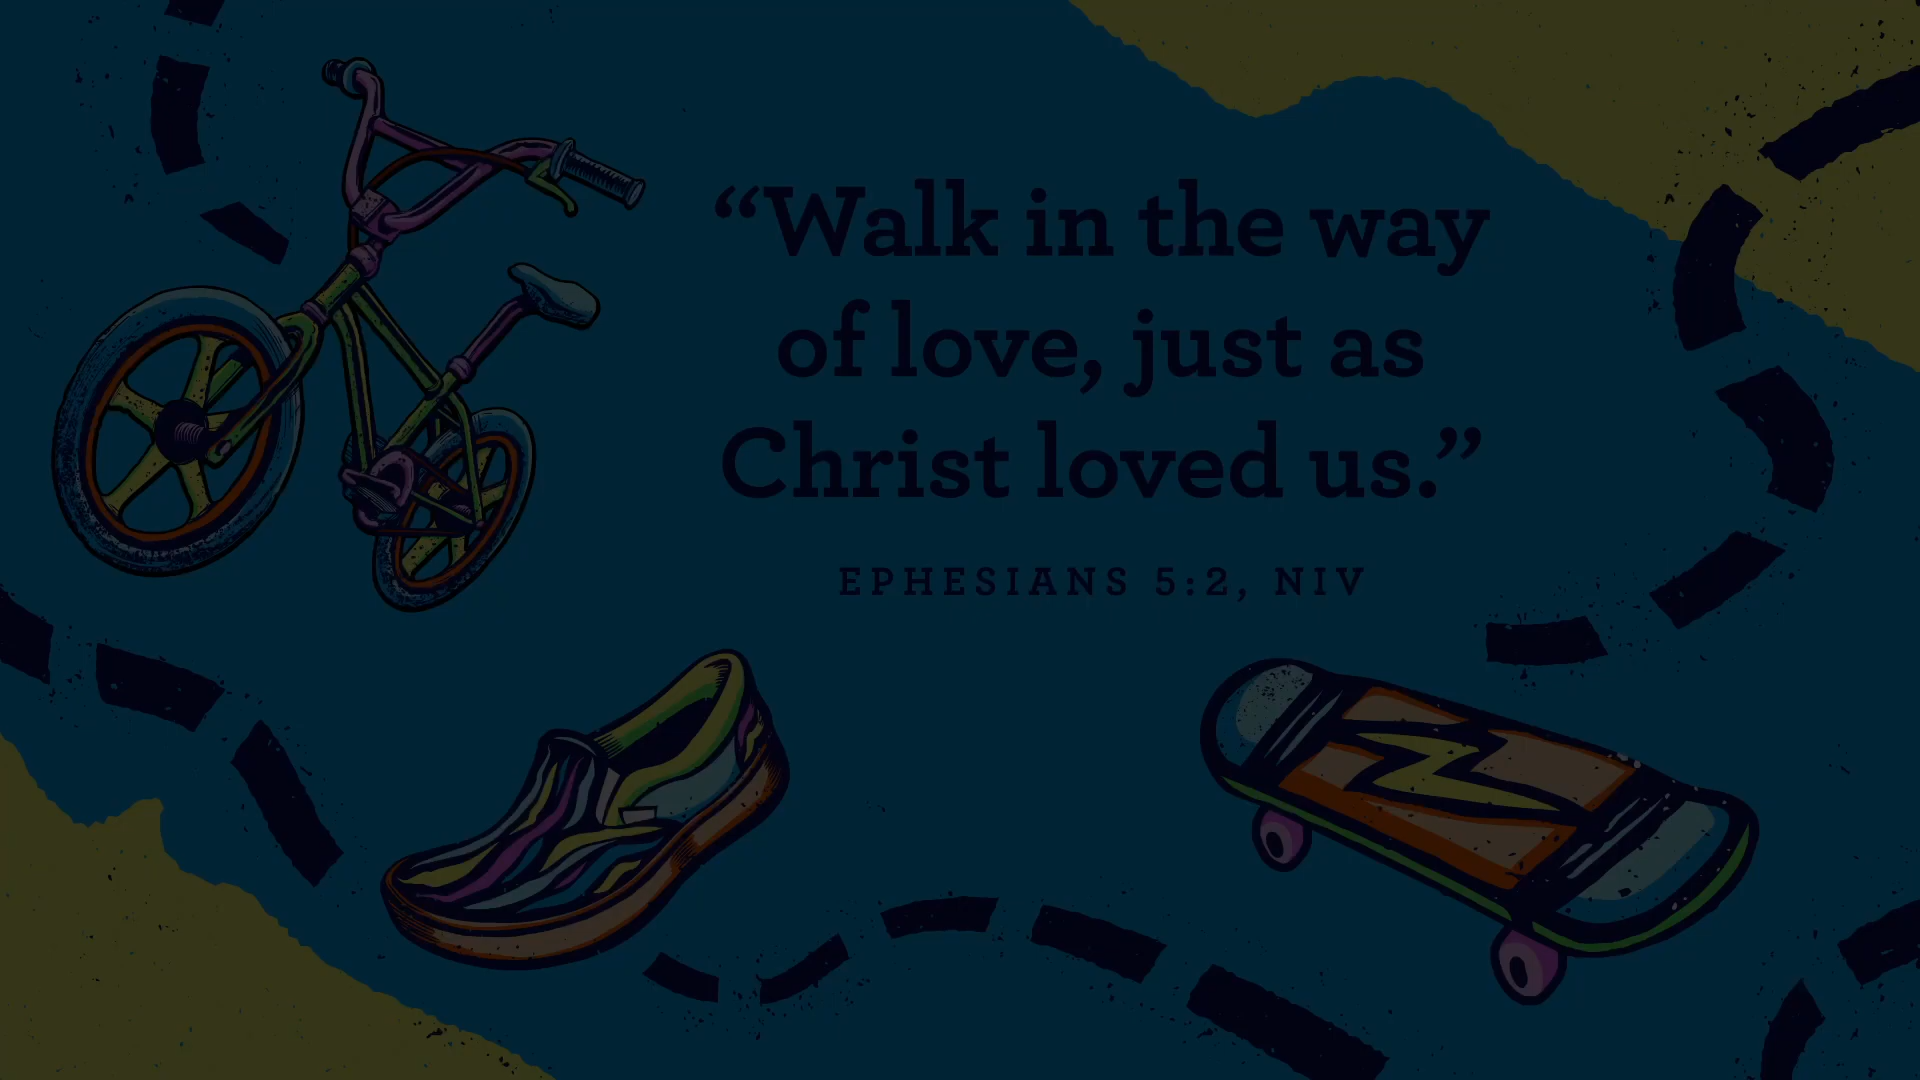 “Walk in the way
of love, just as
Christ loved us.”
EPHESIANS 5:2, NIV